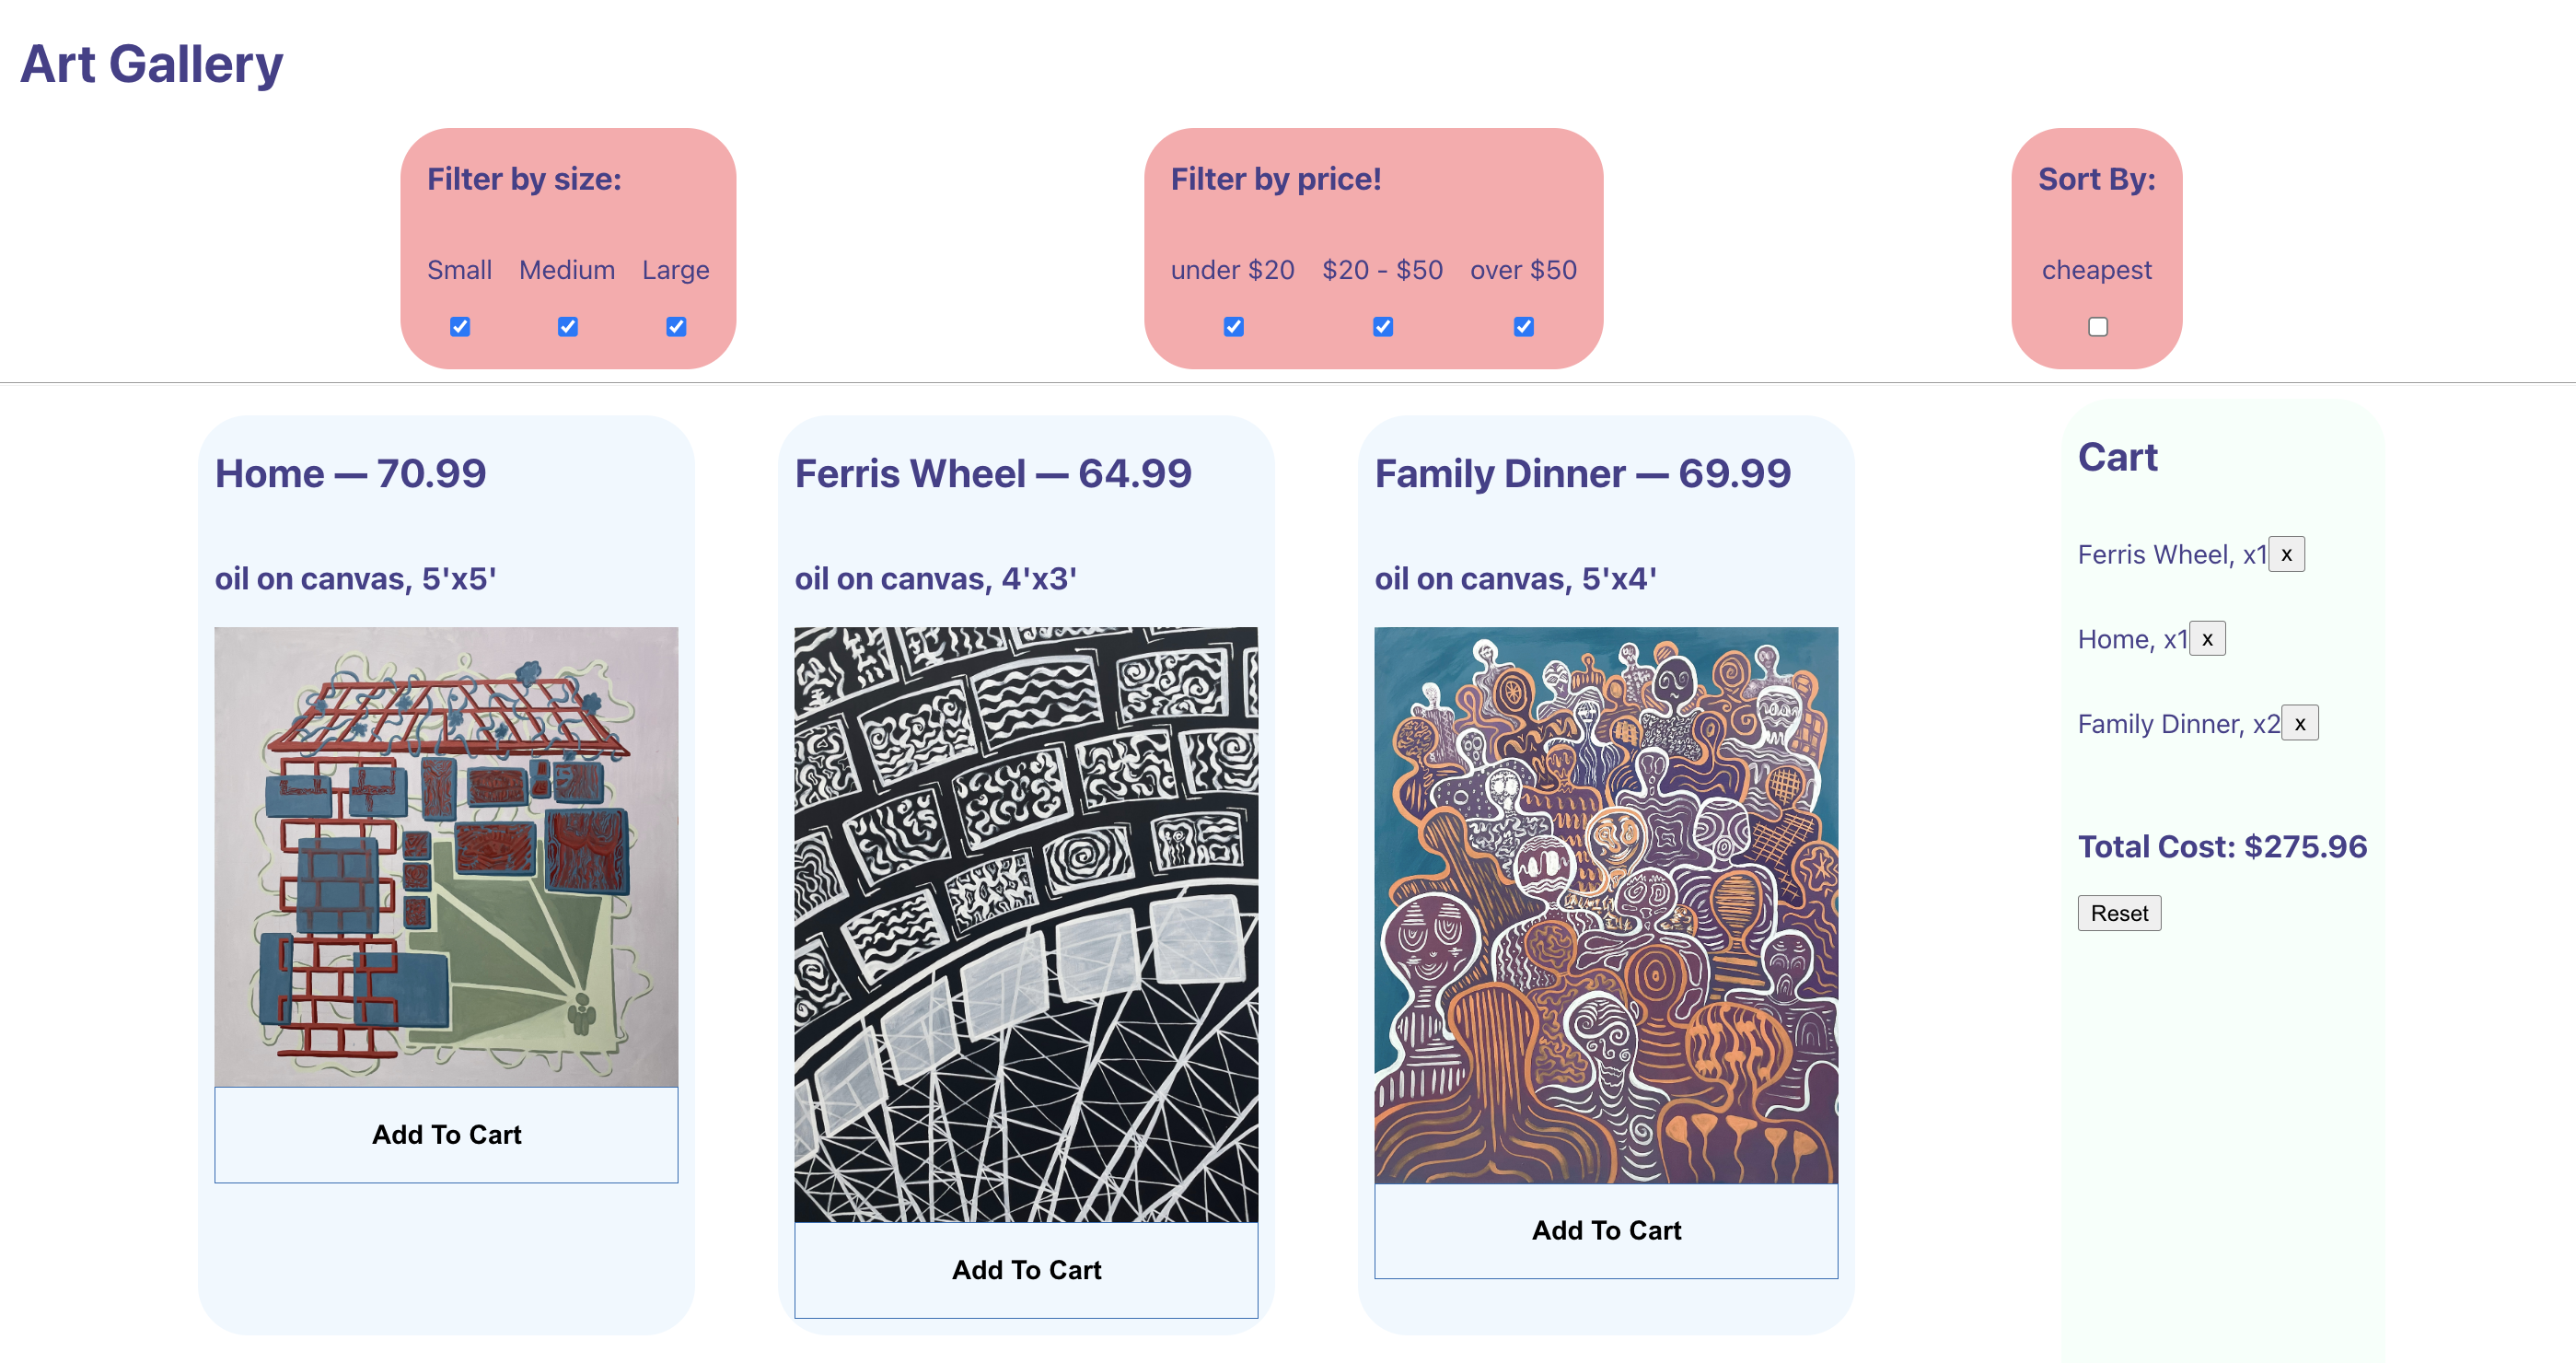 Art Gallery
Filter by size:
Small Medium Large
Filter by price!
under $20 $20 - $50 over $50
Sort By:
cheapest
Home — 70.99
oil on canvas, 5'x5'
Add To Cart
Ferris Wheel — 64.99
oil on canvas, 4'x3'
Add To Cart
Family Dinner — 69.99
oil on canvas, 5'x4'
Add To Cart
Cart
Ferris Wheel, x1 x
Home, x1 x
Family Dinner, x2 x
Total Cost: $275.96
Reset